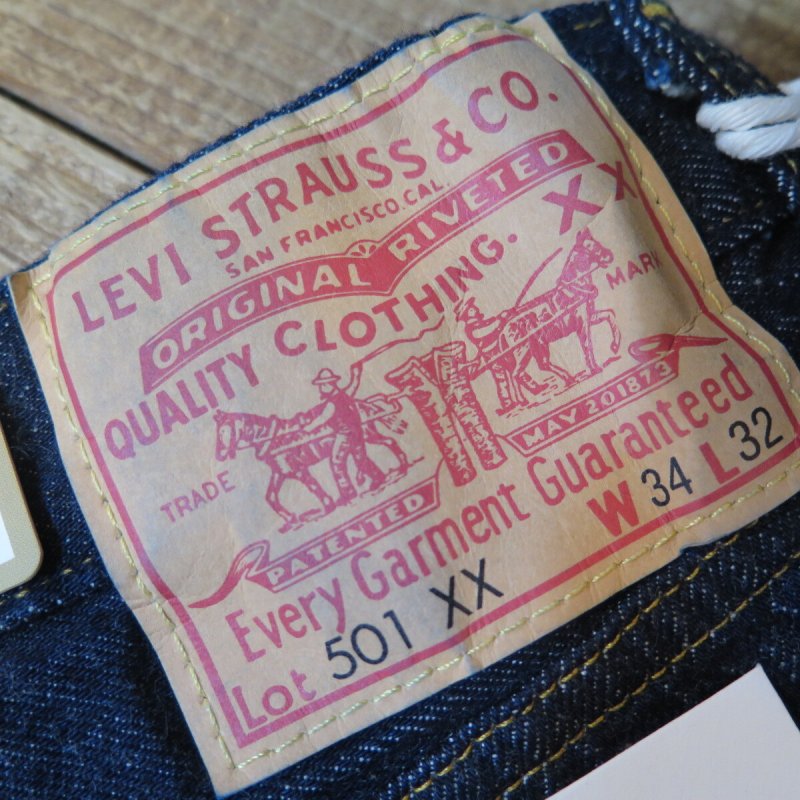 LEVI STRAUSS & CO.
SAN FRANCISCO, CAL.
ORIGINAL RIVETED
QUALITY CLOTHING. XX
TRADE MARK
PATENTED MAY 20 1873
Every Garment Guaranteed
Lot 501 XX W 34 L 32